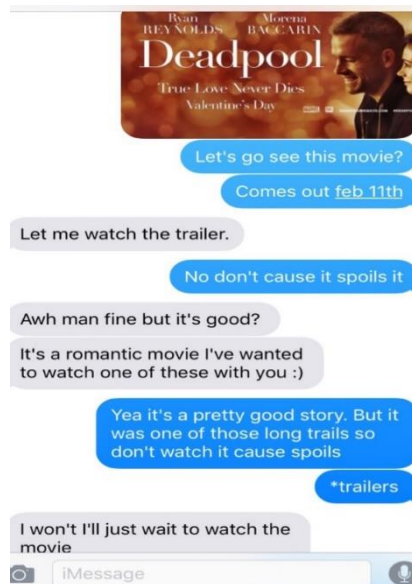 Ryan Morena
REYNOLDS BACCARIN
Deadpool
True Love Never Dies
Valentine's Day
Let's go see this movie?
Comes out feb 11th
Let me watch the trailer.
No don't cause it spoils it
Awh man fine but it's good?
It's a romantic movie I've wanted
to watch one of these with you :)
Yea it's a pretty good story. But it
was one of those long trails so
don't watch it cause spoils
*trailers
I won't I'll just wait to watch the
movie
iMessage